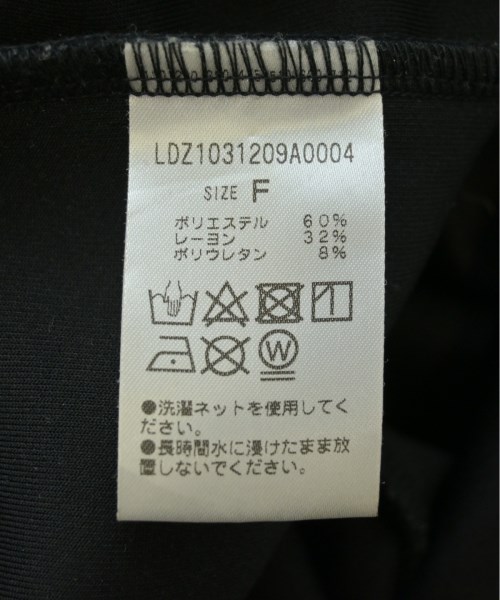 LDZ1031209A0004
SIZE F
ポリエステル 60%
レーヨン 32%
ポリウレタン 8%
W
●洗濯ネットを使用してく
ださい。
●長時間水に浸けたまま放
置しないでください。